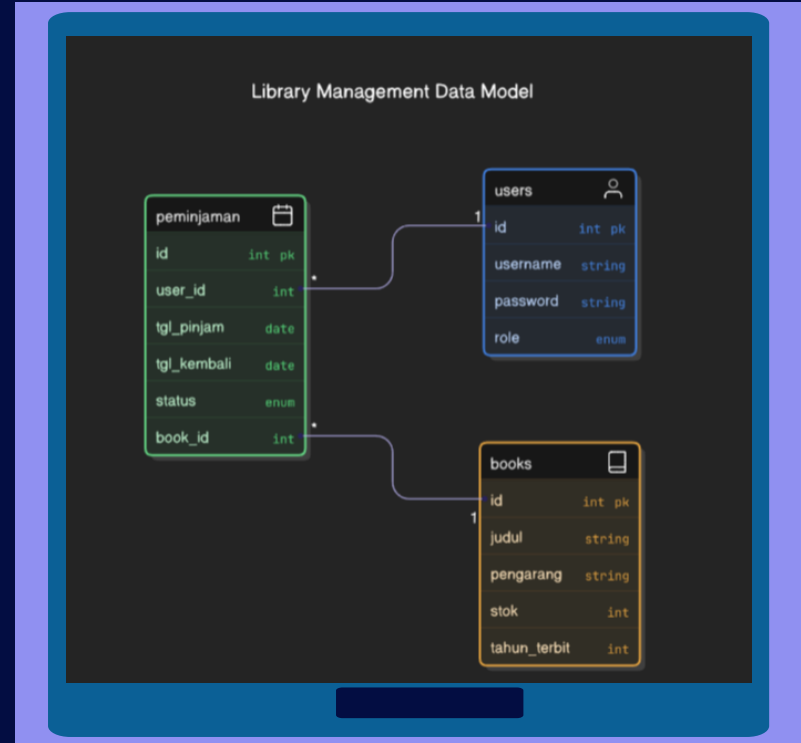 Library Management Data Model
peminjaman
id int pk
user_id int
tgl_pinjam date
tgl_kembali date
status enum
book_id int
*
*
1
1
users
id int pk
username string
password string
role enum
books
id int pk
judul string
pengarang string
stok int
tahun_terbit int